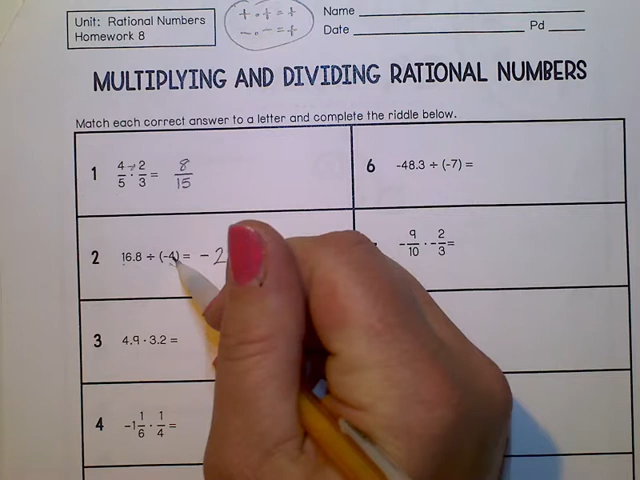 Unit: Rational Numbers
Homework 8
+ · + = +
- · - = +
Name
Date Pd
MULTIPLYING AND DIVIDING RATIONAL NUMBERS
Match each correct answer to a letter and complete the riddle below.
1 4/5 · 2/3 = 8/15
6 -48.3 ÷ (-7) =
2 16.8 ÷ (-4) = -2
-9/10 · -2/3 =
3 4.9 · 3.2 =
4 -1 1/6 · 1/4 =